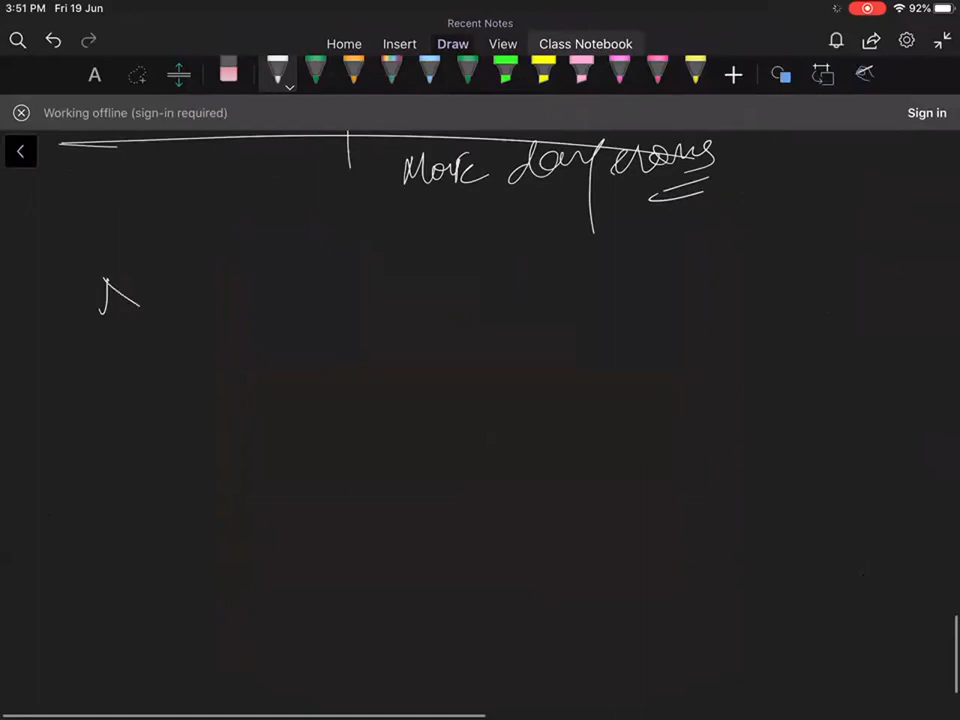 3:51 PM Fri 19 Jun 92%
Recent Notes
Home Insert Draw View Class Notebook
A
Working offline (sign-in required) Sign in
More dangerous